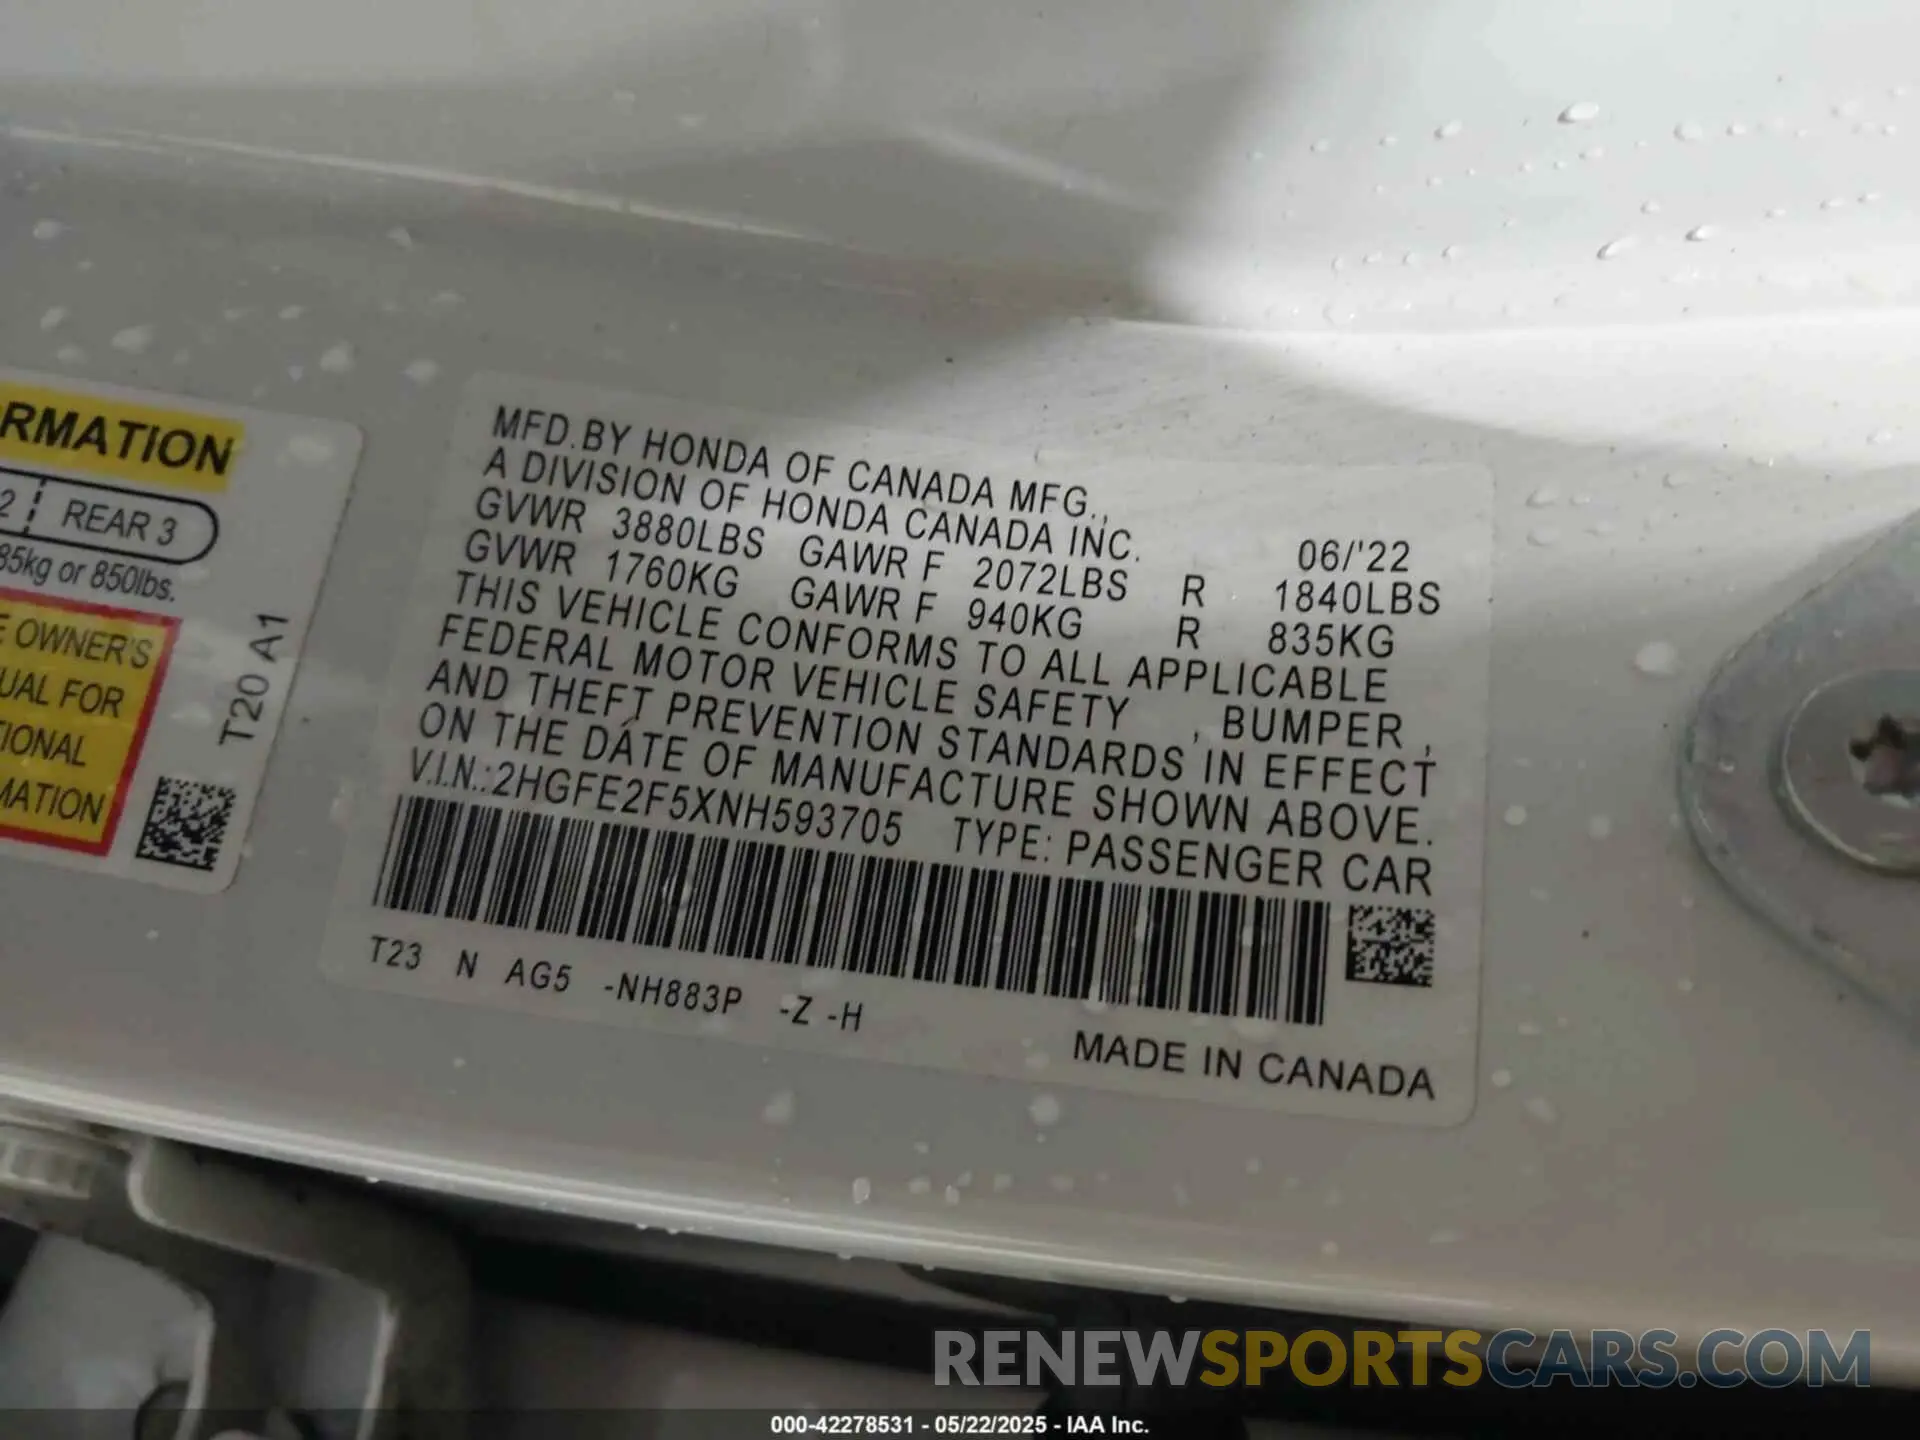 RMATION
2 REAR 3
85kg or 850lbs.
E OWNER'S
UAL FOR
TIONAL
MATION
T20 A1
MFD. BY HONDA OF CANADA MFG.,
A DIVISION OF HONDA CANADA INC. 06/'22
GVWR 3880LBS GAWR F 2072LBS R 1840LBS
GVWR 1760KG GAWR F 940KG R 835KG
THIS VEHICLE CONFORMS TO ALL APPLICABLE
FEDERAL MOTOR VEHICLE SAFETY , BUMPER ,
AND THEFT PREVENTION STANDARDS IN EFFECT
ON THE DATE OF MANUFACTURE SHOWN ABOVE.
V.I.N.:2HGFE2F5XNH593705 TYPE: PASSENGER CAR
T23 N AG5 -NH883P -Z -H
MADE IN CANADA
RENEWSPORTSCARS.COM
000-42278531 - 05/22/2025 - IAA Inc.